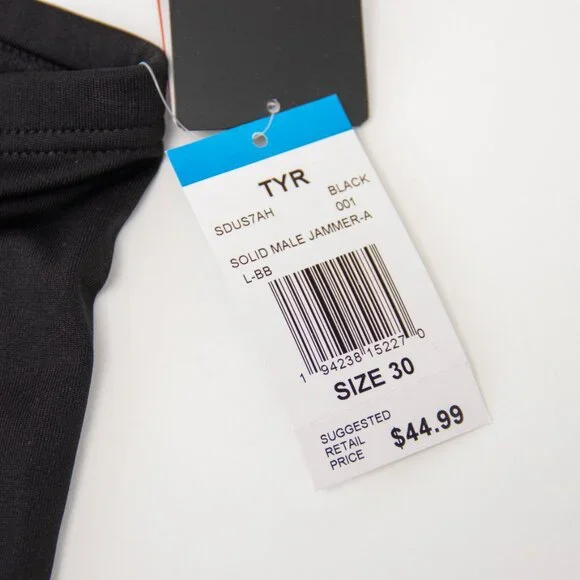 TYR
SDUS7AH BLACK
001
SOLID MALE JAMMER-A
L-BB
1 94238 15227 0
SIZE 30
SUGGESTED
RETAIL
PRICE
$44.99